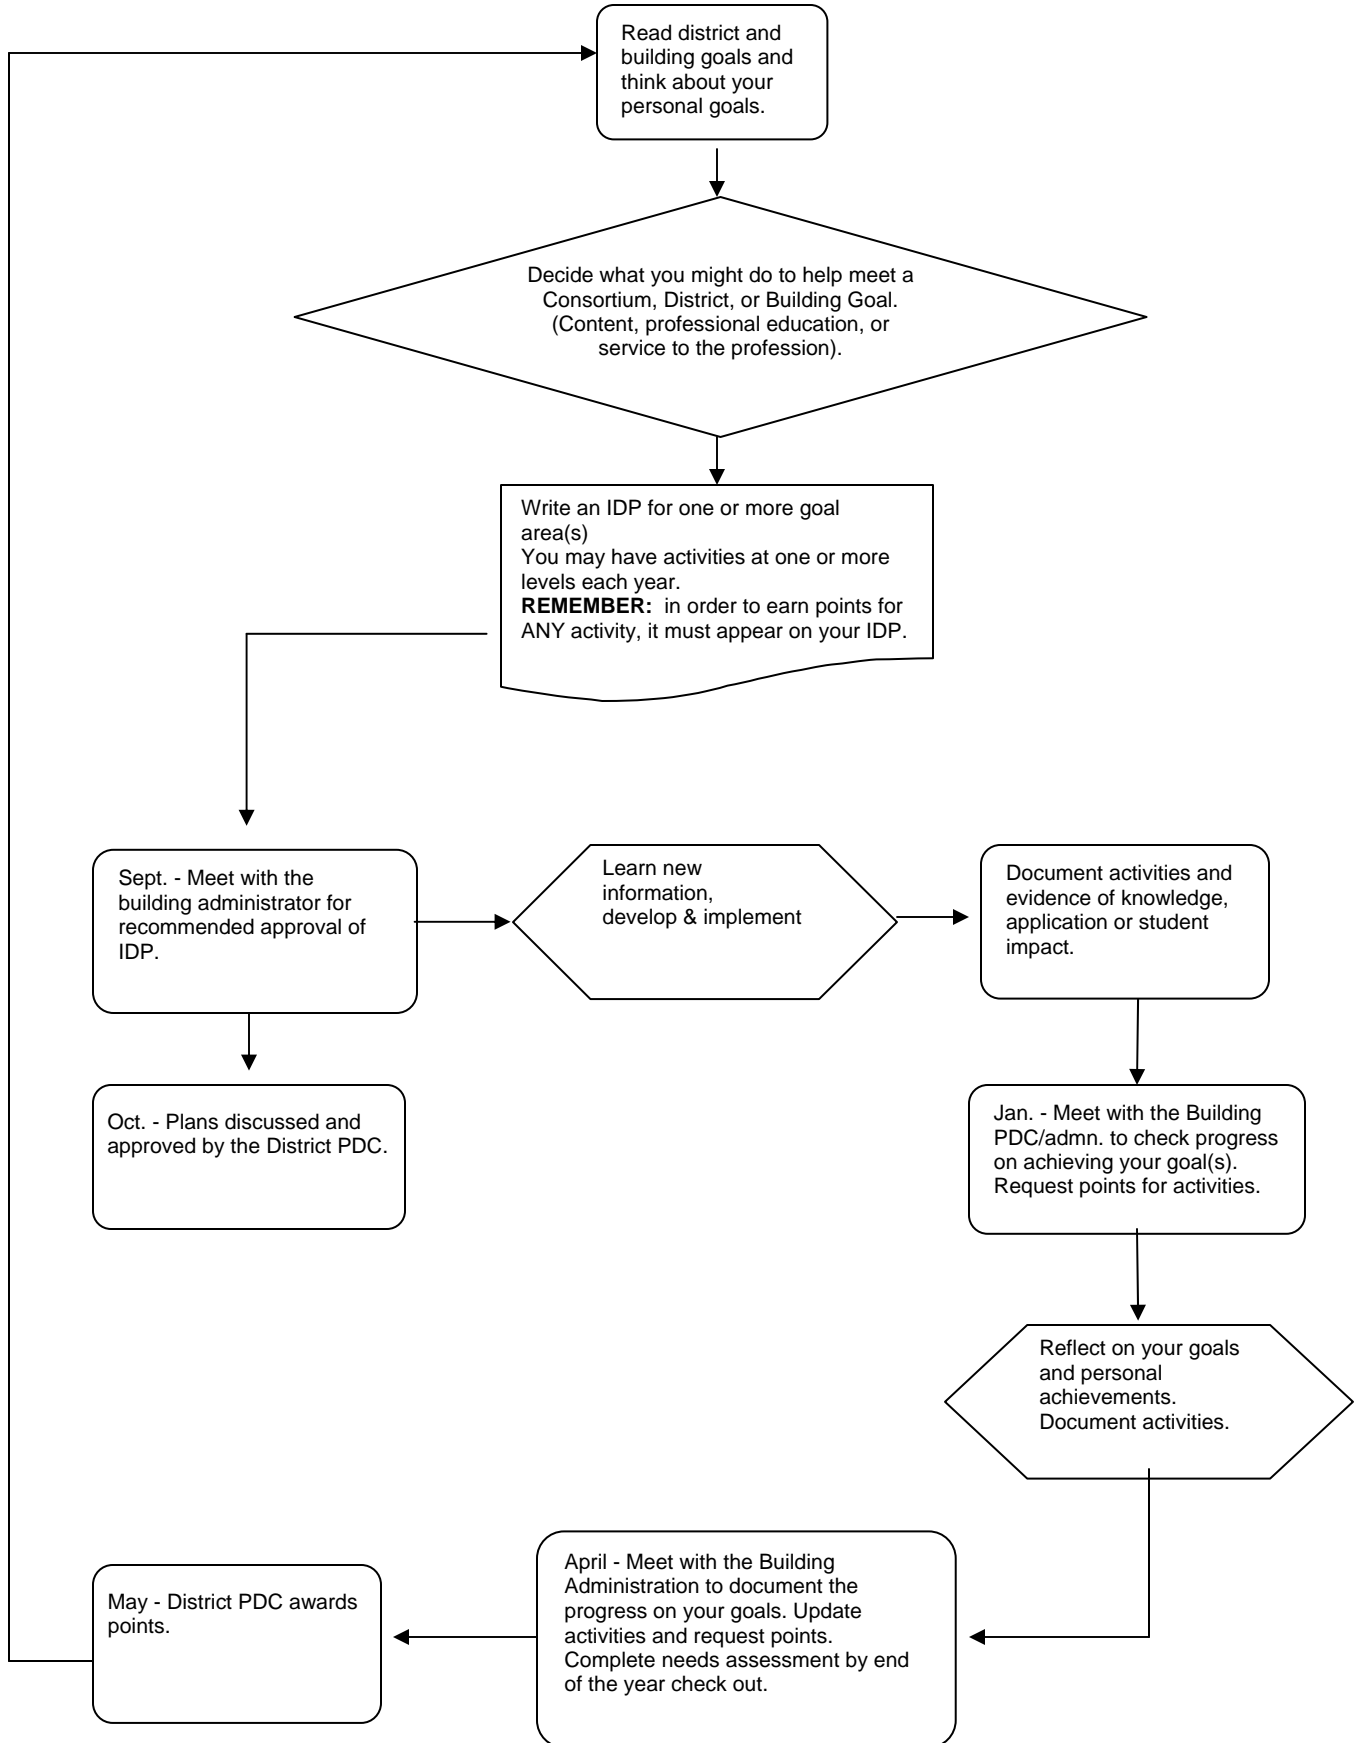 Read district and
building goals and
think about your
personal goals.
Decide what you might do to help meet a
Consortium, District, or Building Goal.
(Content, professional education, or
service to the profession).
Write an IDP for one or more goal
area(s)
You may have activities at one or more
levels each year.
REMEMBER:  in order to earn points for
ANY activity, it must appear on your IDP.
Sept. - Meet with the
building administrator for
recommended approval of
IDP.
Learn new
information,
develop & implement
Document activities and
evidence of knowledge,
application or student
impact.
Oct. - Plans discussed and
approved by the District PDC.
Jan. - Meet with the Building
PDC/admn. to check progress
on achieving your goal(s).
Request points for activities.
Reflect on your goals
and personal
achievements.
Document activities.
April - Meet with the Building
Administration to document the
progress on your goals. Update
activities and request points.
Complete needs assessment by end
of the year check out.
May - District PDC awards
points.